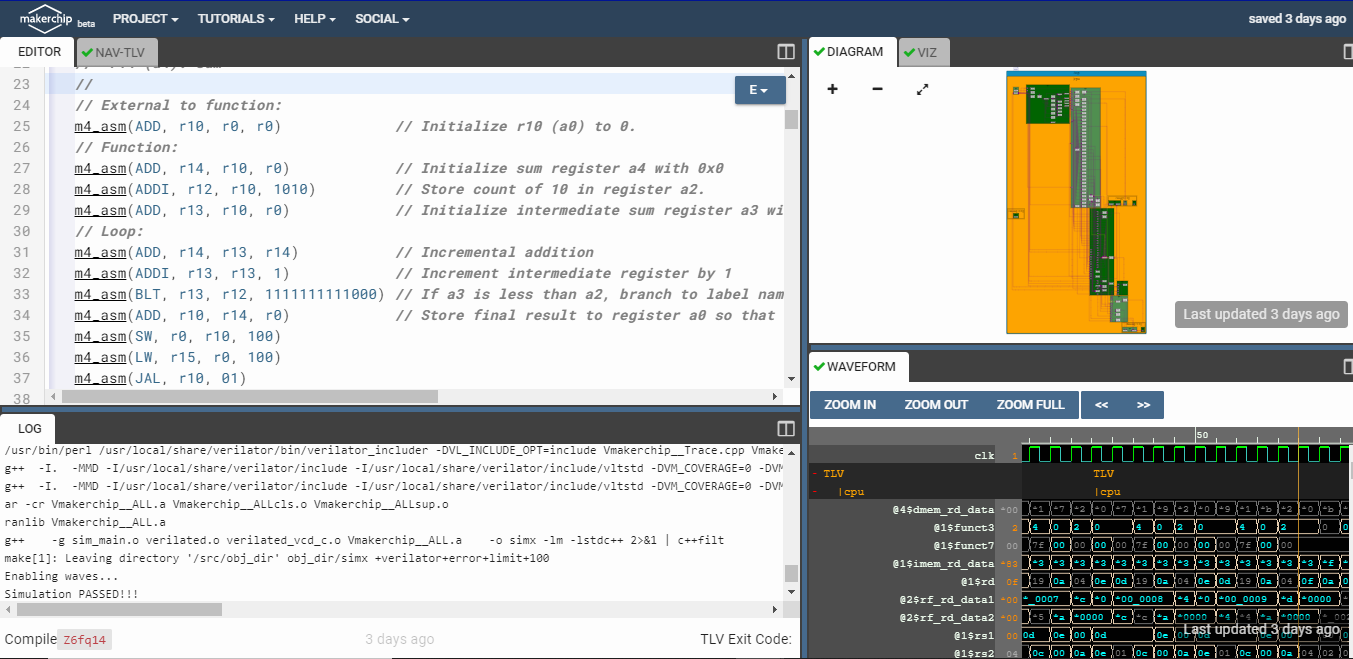 makerchip beta PROJECT TUTORIALS HELP SOCIAL saved 3 days ago
EDITOR NAV-TLV
23 //
E
24 // External to function:
25 m4_asm(ADD, r10, r0, r0) // Initialize r10 (a0) to 0.
26 // Function:
27 m4_asm(ADD, r14, r10, r0) // Initialize sum register a4 with 0x0
28 m4_asm(ADDI, r12, r10, 1010) // Store count of 10 in register a2.
29 m4_asm(ADD, r13, r10, r0) // Initialize intermediate sum register a3 wi
30 // Loop:
31 m4_asm(ADD, r14, r13, r14) // Incremental addition
32 m4_asm(ADDI, r13, r13, 1) // Increment intermediate register by 1
33 m4_asm(BLT, r13, r12, 1111111111000) // If a3 is less than a2, branch to label nam
34 m4_asm(ADD, r10, r14, r0) // Store final result to register a0 so that
35 m4_asm(SW, r0, r10, 100)
36 m4_asm(LW, r15, r0, 100)
37 m4_asm(JAL, r10, 01)
38
LOG
/usr/bin/perl /usr/local/share/verilator/bin/verilator_includer -DVL_INCLUDE_OPT=include Vmakerchip__Trace.cpp Vmake
g++ -I. -MMD -I/usr/local/share/verilator/include -I/usr/local/share/verilator/include/vltstd -DVM_COVERAGE=0 -DVM
g++ -I. -MMD -I/usr/local/share/verilator/include -I/usr/local/share/verilator/include/vltstd -DVM_COVERAGE=0 -DVM
ar -cr Vmakerchip__ALL.a Vmakerchip__ALLcls.o Vmakerchip__ALLsup.o
ranlib Vmakerchip__ALL.a
g++ -g sim_main.o verilated.o verilated_vcd_c.o Vmakerchip__ALL.a -o simx -lm -lstdc++ 2>&1 | c++filt
make[1]: Leaving directory '/src/obj_dir' obj_dir/simx +verilator+error+limit+100
Enabling waves...
Simulation PASSED!!!
Compile Z6fq14 3 days ago TLV Exit Code:
DIAGRAM VIZ
Last updated 3 days ago
WAVEFORM
ZOOM IN ZOOM OUT ZOOM FULL << >>
50
clk 1
TLV TLV
|cpu |cpu
@4$dmem_rd_data
@1$funct3 2
@1$funct7 00
@1$imem_rd_data
@1$rd 0f
@2$rf_rd_data1
@2$rf_rd_data2
@1$rs1 00
@1$rs2 04
Last updated 3 days ago